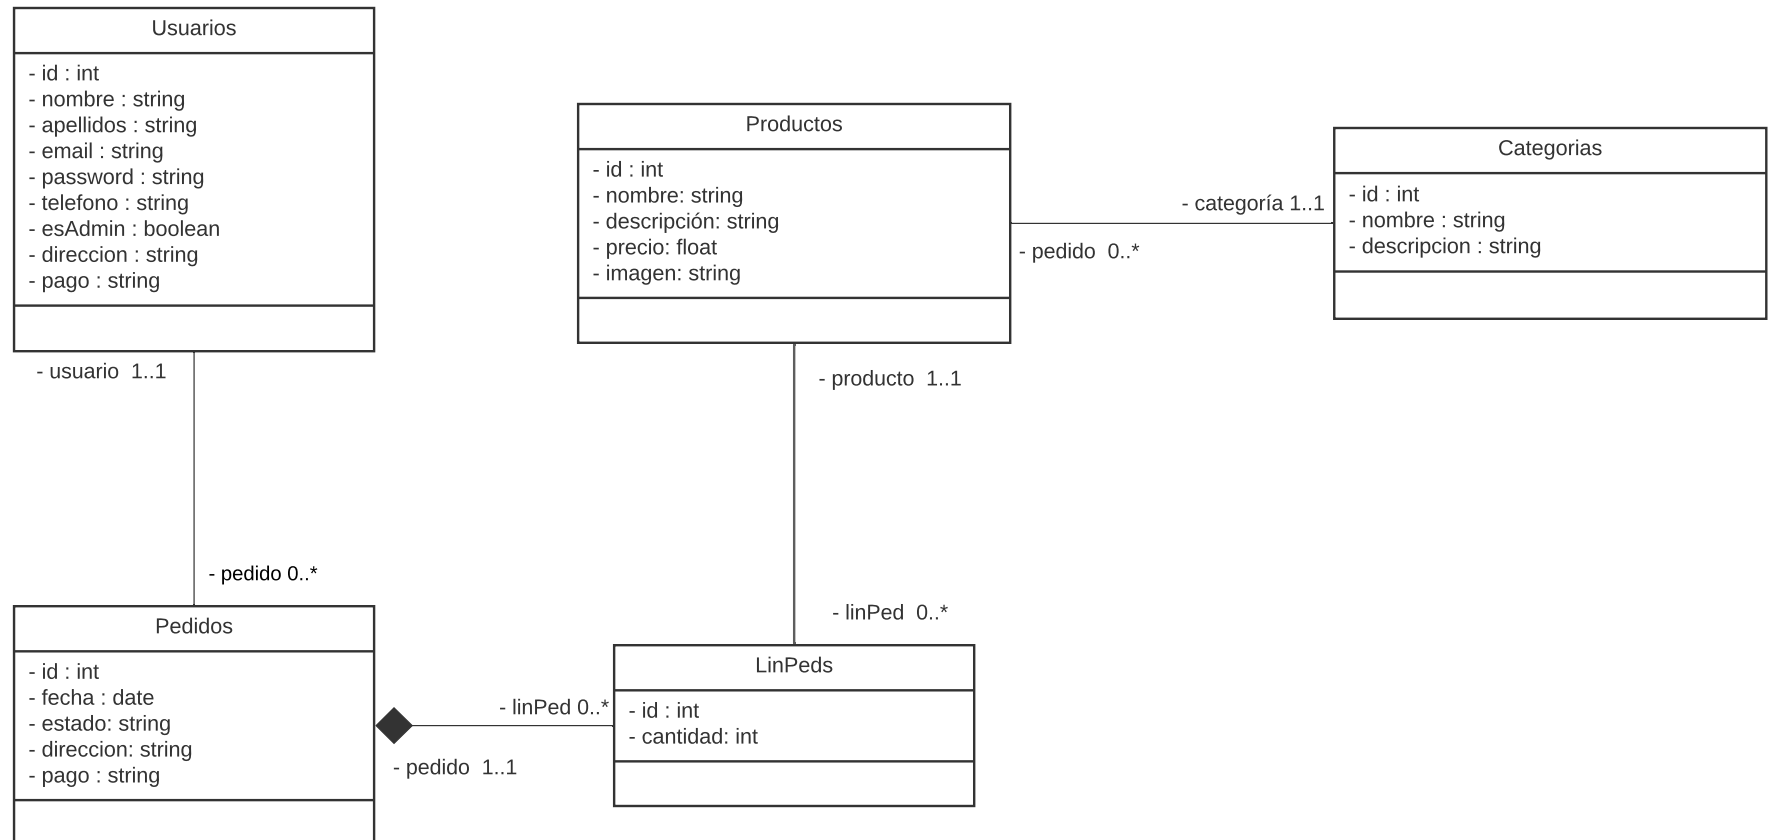 Usuarios
- id : int
- nombre : string
- apellidos : string
- email : string
- password : string
- telefono : string
- esAdmin : boolean
- direccion : string
- pago : string
- usuario  1..1
- pedido 0..*
Productos
- id : int
- nombre: string
- descripción: string
- precio: float
- imagen: string
- categoría 1..1
- pedido  0..*
Categorias
- id : int
- nombre : string
- descripcion : string
- producto  1..1
- linPed  0..*
Pedidos
- id : int
- fecha : date
- estado: string
- direccion: string
- pago : string
- linPed 0..*
- pedido  1..1
LinPeds
- id : int
- cantidad: int